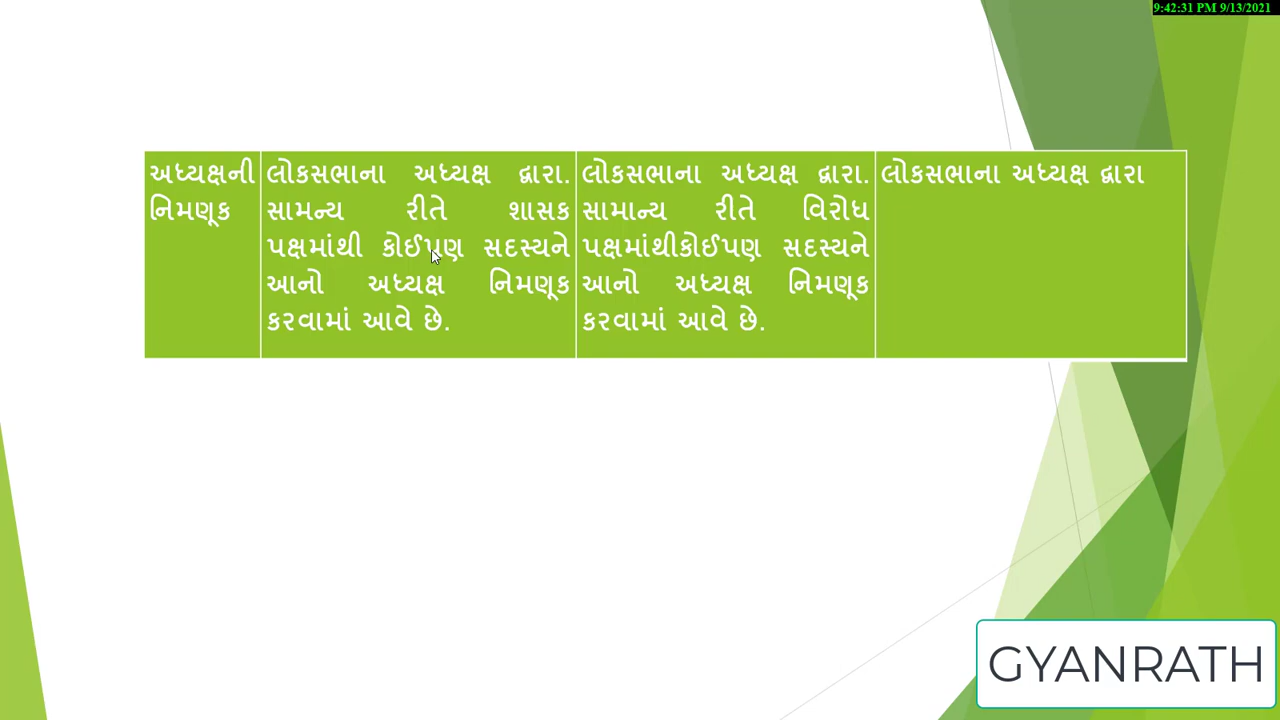 9:42:31 PM 9/13/2021
અધ્યક્ષની
નિમણૂક
લોકસભાના અધ્યક્ષ દ્વારા.
સામન્ય રીતે શાસક
પક્ષમાંથી કોઈપણ સદસ્યને
આનો અધ્યક્ષ નિમણૂક
કરવામાં આવે છે.
લોકસભાના અધ્યક્ષ દ્વારા.
સામાન્ય રીતે વિરોધ
પક્ષમાંથીકોઈપણ સદસ્યને
આનો અધ્યક્ષ નિમણૂક
કરવામાં આવે છે.
લોકસભાના અધ્યક્ષ દ્વારા
GYANRATH